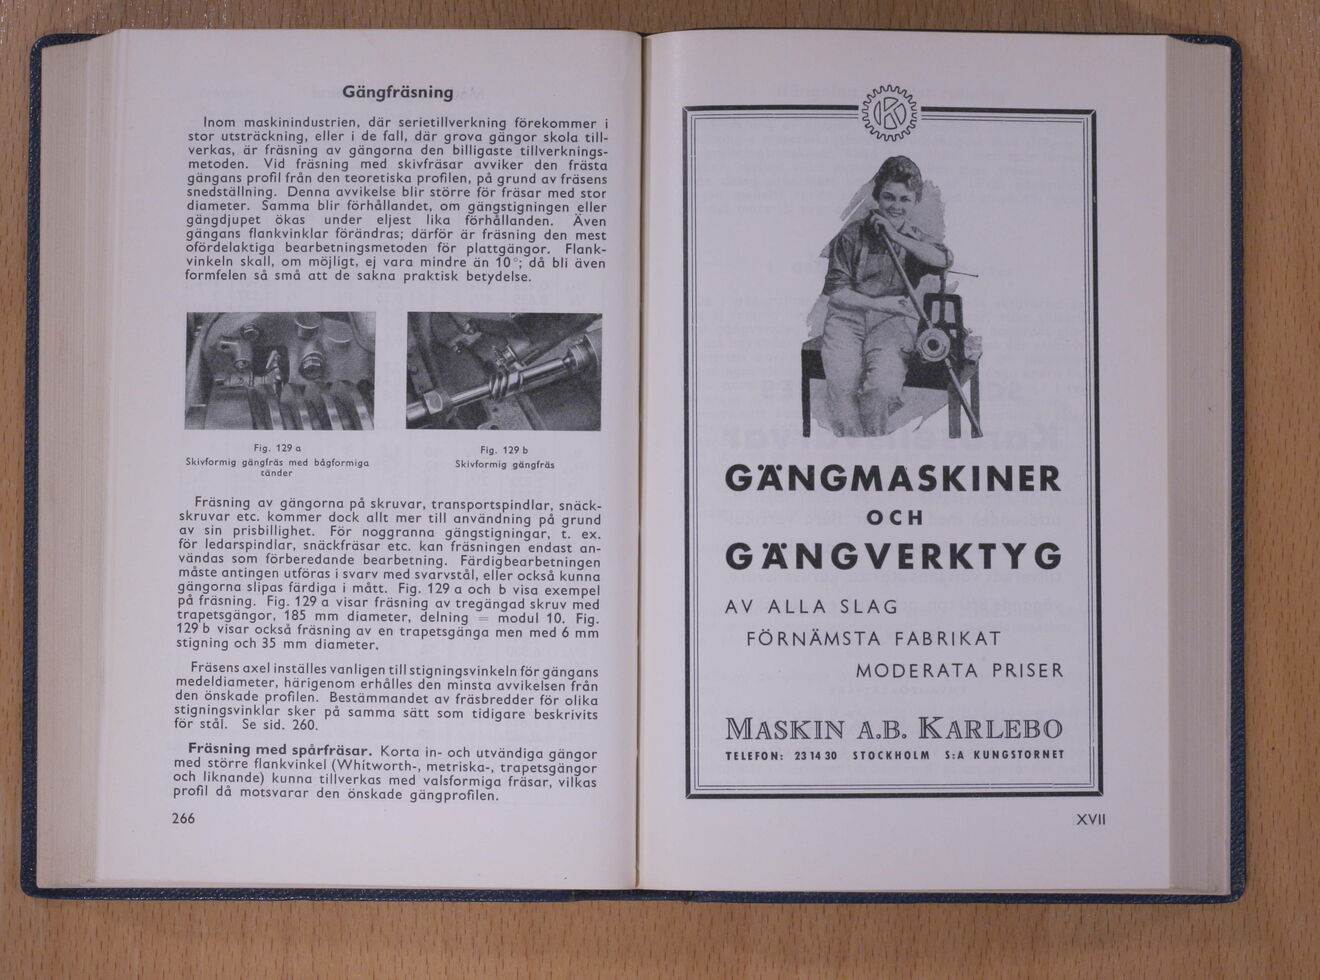 Gängfräsning
Inom maskinindustrien, där serietillverkning förekommer i
stor utsträckning, eller i de fall, där grova gängor skola till-
verkas, är fräsning av gängorna den billigaste tillverknings-
metoden. Vid fräsning med skivfräsar avviker den frästa
gängans profil från den teoretiska profilen, på grund av fräsens
snedställning. Denna avvikelse blir större för fräsar med stor
diameter. Samma blir förhållandet, om gängstigningen eller
gängdjupet ökas under eljest lika förhållanden. Även
gängans flankvinklar förändras; därför är fräsning den mest
ofördelaktiga bearbetningsmetoden för plattgängor. Flank-
vinkeln skall, om möjligt, ej vara mindre än 10°; då bli även
formfelen så små att de sakna praktisk betydelse.
Fig. 129 a
Skivformig gängfräs med bågformiga
tänder
Fig. 129 b
Skivformig gängfräs
Fräsning av gängorna på skruvar, transportspindlar, snäck-
skruvar etc. kommer dock allt mer till användning på grund
av sin prisbillighet. För noggranna gängstigningar, t. ex.
för ledarspindlar, snäckfräsar etc. kan fräsningen endast an-
vändas som förberedande bearbetning. Färdigbearbetningen
måste antingen utföras i svarv med svarvstål, eller också kunna
gängorna slipas färdiga i mått. Fig. 129 a och b visa exempel
på fräsning. Fig. 129 a visar fräsning av tregängad skruv med
trapetsgängor, 185 mm diameter, delning = modul 10. Fig.
129 b visar också fräsning av en trapetsgänga men med 6 mm
stigning och 35 mm diameter.
Fräsens axel inställes vanligen till stigningsvinkeln för gängans
medeldiameter, härigenom erhålles den minsta avvikelsen från
den önskade profilen. Bestämmandet av fräsbredder för olika
stigningsvinklar sker på samma sätt som tidigare beskrivits
för stål. Se sid. 260.
Fräsning med spårfräsar. Korta in- och utvändiga gängor
med större flankvinkel (Whitworth-, metriska-, trapetsgängor
och liknande) kunna tillverkas med valsformiga fräsar, vilkas
profil då motsvarar den önskade gängprofilen.
266
GÄNGMASKINER
OCH
GÄNGVERKTYG
AV ALLA SLAG
FÖRNÄMSTA FABRIKAT
MODERATA PRISER
MASKIN A.B. KARLEBO
TELEFON: 23 14 30 STOCKHOLM S:A KUNGSTORNET
XVII